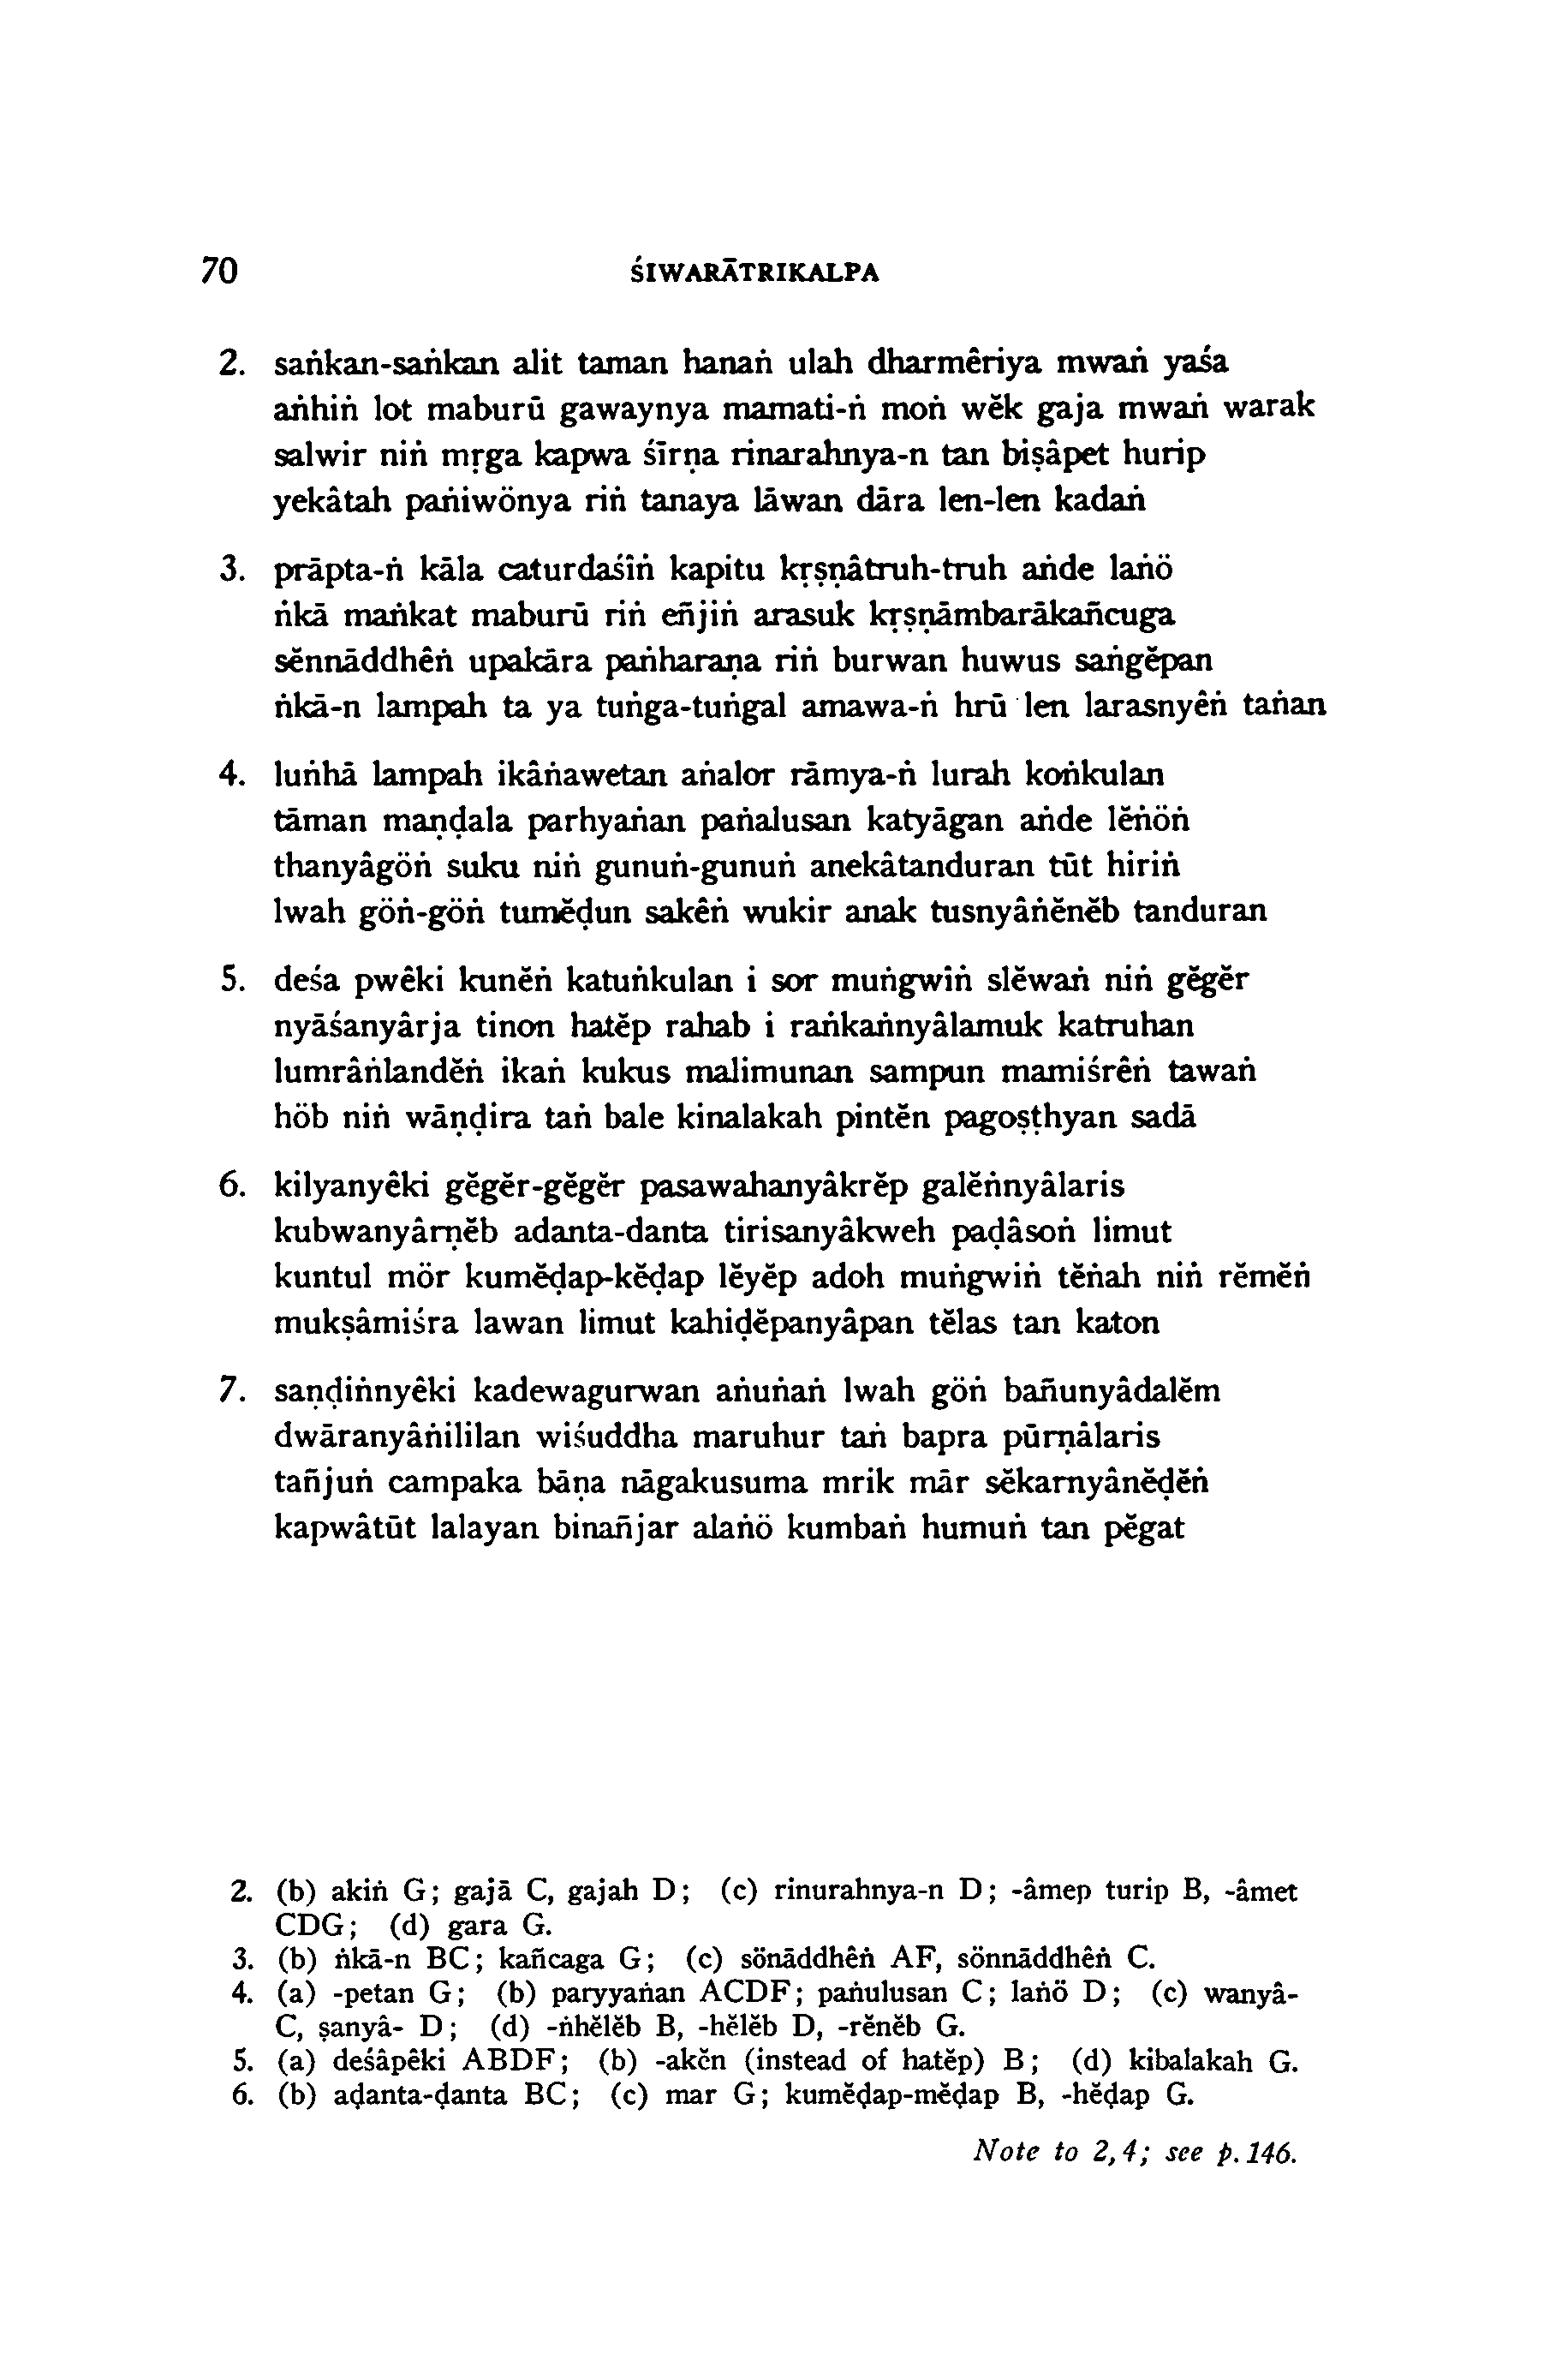 70 ŚIWARĀTRIKALPA
2. saṅkan-saṅkan alit taman hanaṅ ulah dharmêriya mwaṅ yaśa
aṅhiṅ lot maburū gawaynya mamati-ṅ moṅ wĕk gaja mwaṅ warak
salwir niṅ mṛga kapwa śīrṇa rinarahnya-n tan biṣâpet hurip
yekâtah paṅiwönya riṅ tanaya lāwan dāra len-len kadaṅ
3. prāpta-ṅ kāla caturdaśîṅ kapitu kṛṣṇâtruh-truh aṅde laṅö
ṅkā maṅkat maburū riṅ eñjiṅ arasuk kṛṣṇāmbarākañcuga
sĕnnāddhêṅ upakāra paṅharaṇa riṅ burwan huwus saṅgĕpan
ṅkā-n lampah ta ya tuṅga-tuṅgal amawa-ṅ hrū len larasnyêṅ taṅan
4. luṅhā lampah ikâṅawetan aṅalor rāmya-ṅ lurah koṅkulan
tāman maṇḍala parhyaṅan paṅalusan katyāgan aṅde lĕṅöṅ
thanyâgöṅ suku niṅ gunuṅ-gunuṅ anekâtanduran tūt hiriṅ
lwah göṅ-göṅ tumĕḍun sakêṅ wukir anak tusnyâṅĕnĕb tanduran
5. deśa pwêki kunĕṅ katuṅkulan i sor muṅgwiṅ slĕwaṅ niṅ gĕgĕr
nyāśanyârja tinon hatĕp rahab i raṅkaṅnyâlamuk katruhan
lumrâṅlandĕṅ ikaṅ kukus malimunan sampun mamiśrêṅ tawaṅ
höb niṅ wāṇḍira taṅ bale kinalakah pintĕn pagoṣṭhyan sadā
6. kilyanyêki gĕgĕr-gĕgĕr pasawahanyâkrĕp galĕṅnyâlaris
kubwanyârṇĕb adanta-danta tirisanyâkweh paḍâsoṅ limut
kuntul mör kumĕḍap-kĕḍap lĕyĕp adoh muṅgwiṅ tĕṅah niṅ rĕmĕṅ
mukṣâmiśra lawan limut kahiḍĕpanyâpan tĕlas tan katon
7. saṇḍiṅnyêki kadewagurwan aṅuṅaṅ lwah göṅ bañunyâdalĕm
dwāranyâṅililan wiśuddha maruhur taṅ bapra pūrṇâlaris
tañjuṅ campaka bāṇa nāgakusuma mrik mār sĕkarnyânĕḍĕṅ
kapwâtūt lalayan binañjar alaṅö kumbaṅ humuṅ tan pĕgat
2. (b) akiṅ G; gajā C, gajah D; (c) rinurahnya-n D; -âmep turip B, -âmet
CDG; (d) gara G.
3. (b) ṅkā-n BC; kañcaga G; (c) sönāddhêṅ AF, sönnāddhêṅ C.
4. (a) -petan G; (b) paryyaṅan ACDF; paṅulusan C; laṅö D; (c) wanyâ-
C, ṣanyâ- D; (d) -ṅhĕlĕb B, -hĕlĕb D, -rĕnĕb G.
5. (a) deśâpêki ABDF; (b) -akĕn (instead of hatĕp) B; (d) kibalakah G.
6. (b) aḍanta-ḍanta BC; (c) mar G; kumĕḍap-mĕḍap B, -hĕḍap G.
Note to 2,4; see p. 146.